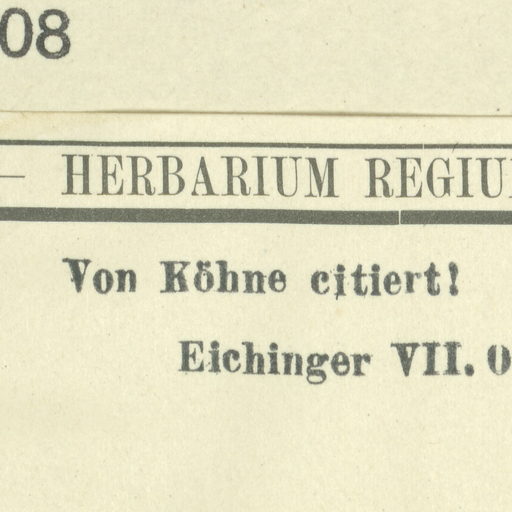 08
— HERBARIUM REGIU
Von Köhne citiert!
Eichinger VII. 0